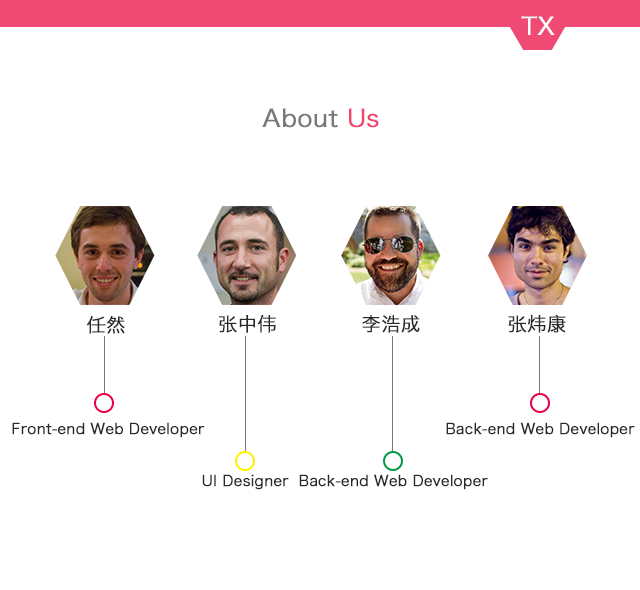 TX
About Us
任然
张中伟
李浩成
张炜康
Front-end Web Developer
Back-end Web Developer
UI Designer
Back-end Web Developer